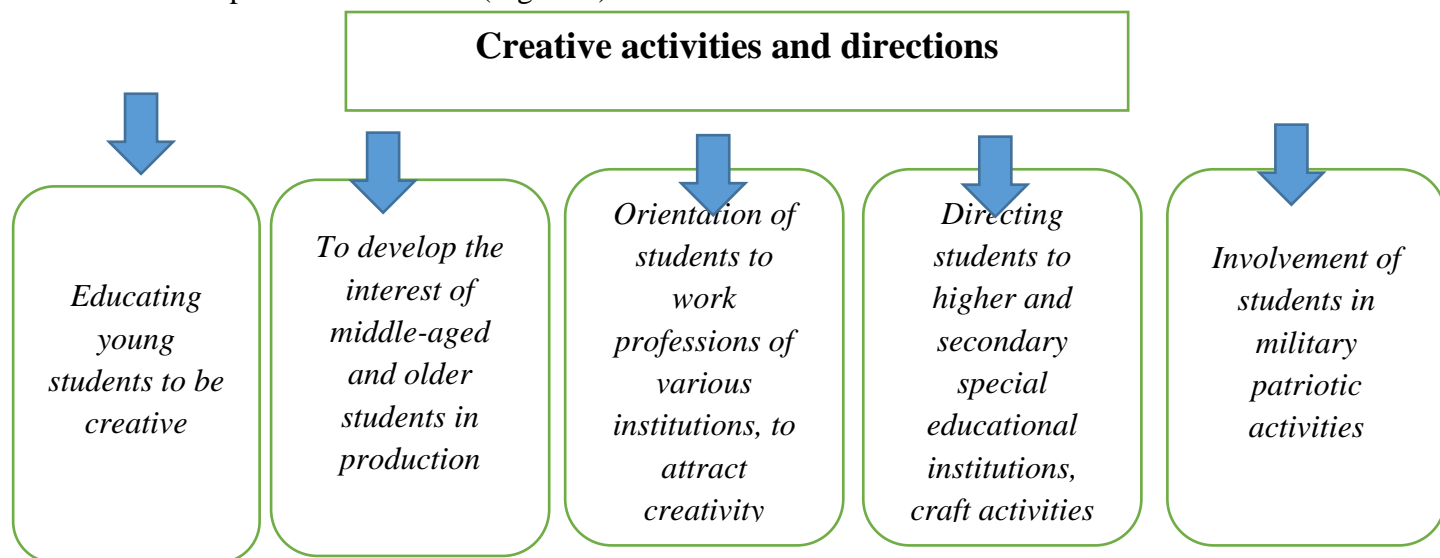 Creative activities and directions
Educating
young
students to be
creative
To develop the
interest of
middle-aged
and older
students in
production
Orientation of
students to
work
professions of
various
institutions, to
attract
creativity
Directing
students to
higher and
secondary
special
educational
institutions,
craft activities
Involvement of
students in
military
patriotic
activities